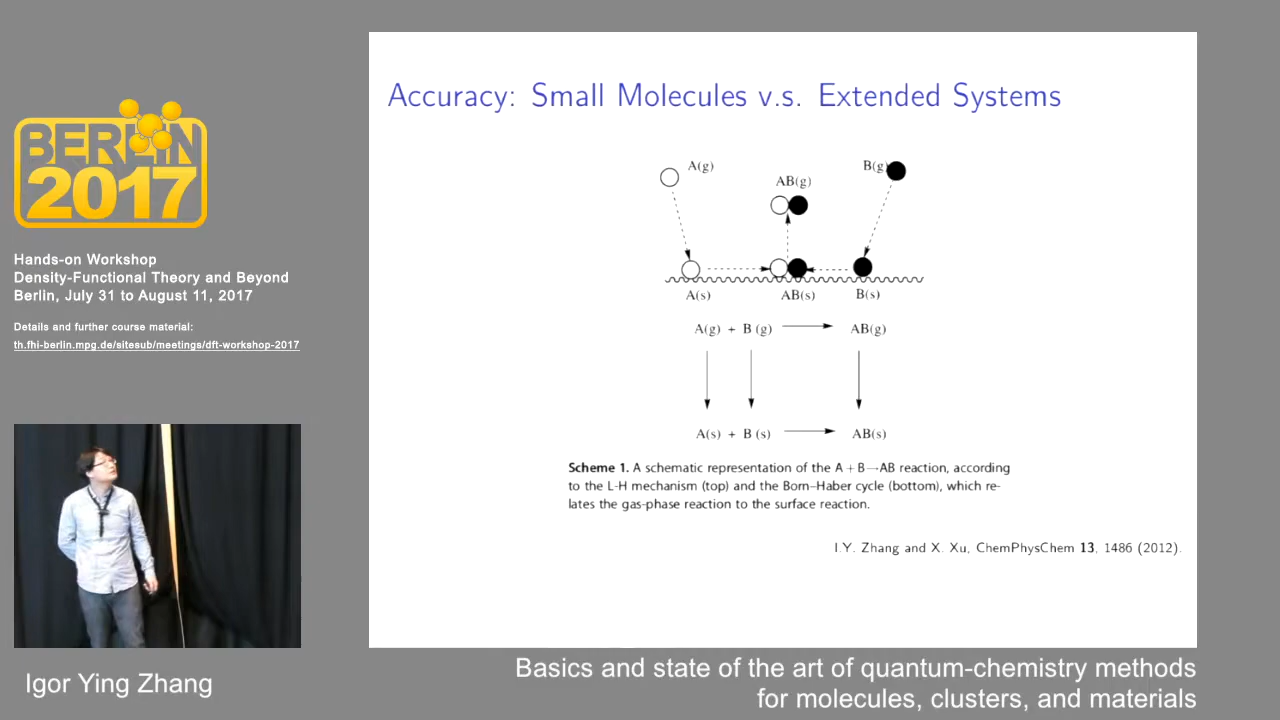 BERLIN
2017
Hands-on Workshop
Density-Functional Theory and Beyond
Berlin, July 31 to August 11, 2017
Details and further course material:
th.fhi-berlin.mpg.de/sitesub/meetings/dft-workshop-2017
Igor Ying Zhang
Accuracy: Small Molecules v.s. Extended Systems
A(g)
B(g)
AB(g)
A(s)
AB(s)
B(s)
A(g) + B (g)
AB(g)
A(s) + B (s)
AB(s)
Scheme 1. A schematic representation of the A + B→AB reaction, according
to the L-H mechanism (top) and the Born–Haber cycle (bottom), which re-
lates the gas-phase reaction to the surface reaction.
I.Y. Zhang and X. Xu, ChemPhysChem 13, 1486 (2012).
Basics and state of the art of quantum-chemistry methods
for molecules, clusters, and materials